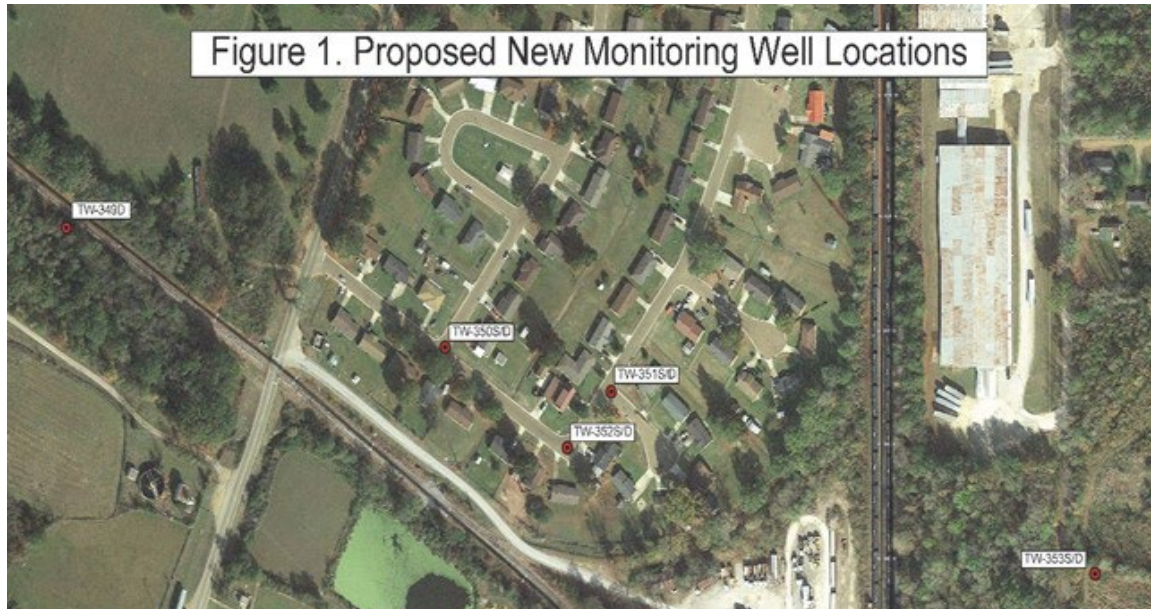 Figure 1. Proposed New Monitoring Well Locations
TW-349D
TW-350S/D
TW-351S/D
TW-352S/D
TW-353S/D